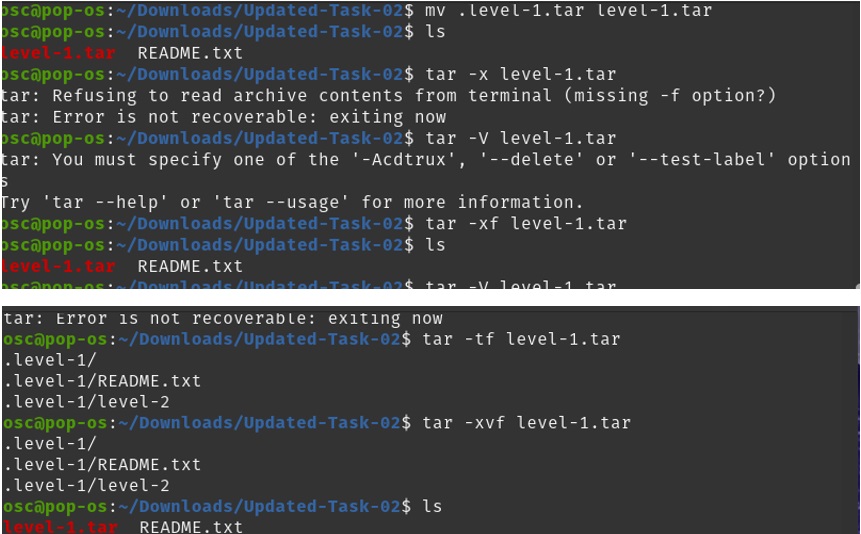 osc@pop-os:~/Downloads/Updated-Task-02$ mv .level-1.tar level-1.tar
osc@pop-os:~/Downloads/Updated-Task-02$ ls
level-1.tar  README.txt
osc@pop-os:~/Downloads/Updated-Task-02$ tar -x level-1.tar
tar: Refusing to read archive contents from terminal (missing -f option?)
tar: Error is not recoverable: exiting now
osc@pop-os:~/Downloads/Updated-Task-02$ tar -V level-1.tar
tar: You must specify one of the '-Acdtrux', '--delete' or '--test-label' option
s
Try 'tar --help' or 'tar --usage' for more information.
osc@pop-os:~/Downloads/Updated-Task-02$ tar -xf level-1.tar
osc@pop-os:~/Downloads/Updated-Task-02$ ls
level-1.tar  README.txt
osc@pop-os:~/Downloads/Updated-Task-02$ tar -V level-1.tar
tar: Error is not recoverable: exiting now
osc@pop-os:~/Downloads/Updated-Task-02$ tar -tf level-1.tar
.level-1/
.level-1/README.txt
.level-1/level-2
osc@pop-os:~/Downloads/Updated-Task-02$ tar -xvf level-1.tar
.level-1/
.level-1/README.txt
.level-1/level-2
osc@pop-os:~/Downloads/Updated-Task-02$ ls
level-1.tar  README.txt